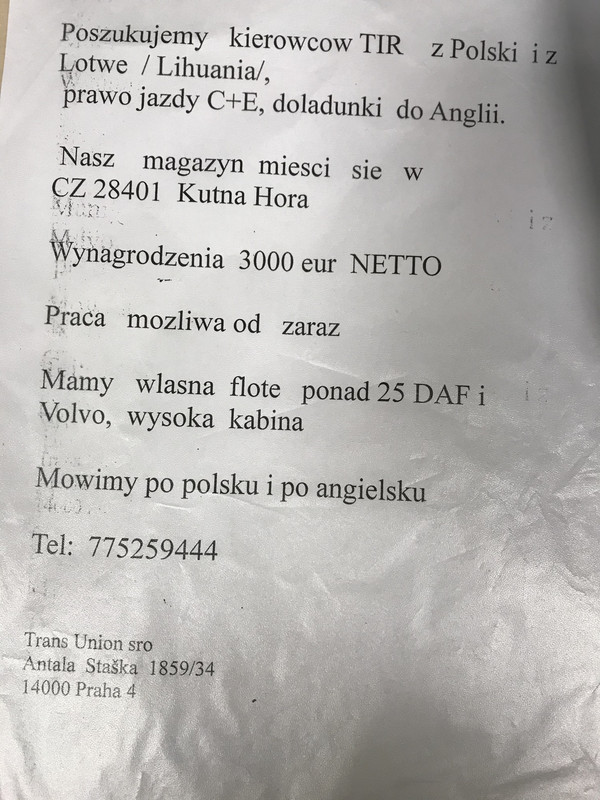 Poszukujemy kierowcow TIR z Polski i z
Lotwe / Lihuania/,
prawo jazdy C+E, doladunki do Anglii.
Nasz magazyn miesci sie w
CZ 28401 Kutna Hora
i z
Wynagrodzenia 3000 eur NETTO
Praca mozliwa od zaraz
Mamy wlasna flote ponad 25 DAF i
Volvo, wysoka kabina
Mowimy po polsku i po angielsku
Tel: 775259444
Trans Union sro
Antala Staška 1859/34
14000 Praha 4